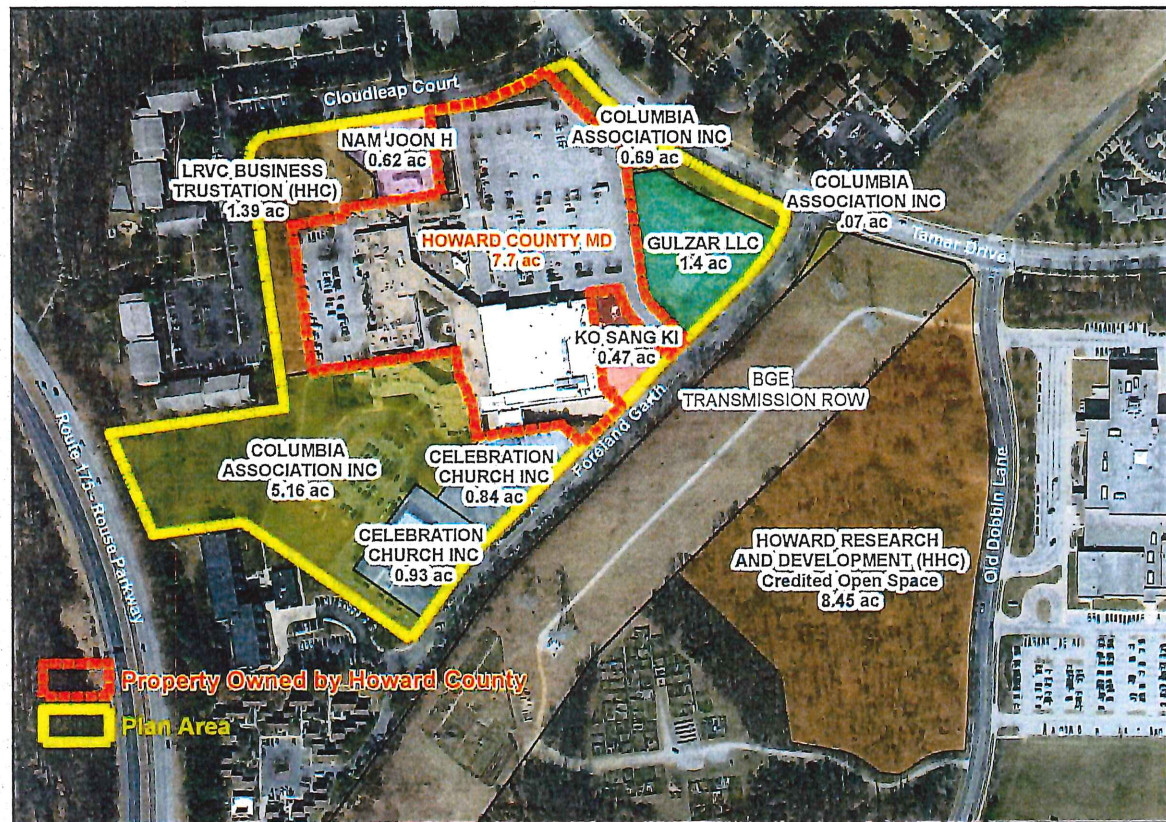 Cloudleap Court
NAM JOON H
0.62 ac
COLUMBIA
ASSOCIATION INC
0.69 ac
LRVC BUSINESS
TRUSTATION (HHC)
1.39 ac
COLUMBIA
ASSOCIATION INC
.07 ac
HOWARD COUNTY MD
7.7 ac
GULZAR LLC
1.4 ac
Tamar Drive
KO SANG KI
0.47 ac
BGE
TRANSMISSION ROW
Foreland Garth
Route 175- Rouse Parkway
COLUMBIA
ASSOCIATION INC
5.16 ac
CELEBRATION
CHURCH INC
0.84 ac
CELEBRATION
CHURCH INC
0.93 ac
HOWARD RESEARCH
AND DEVELOPMENT (HHC)
Credited Open Space
8.45 ac
Old Dobbin Lane
Property Owned by Howard County
Plan Area